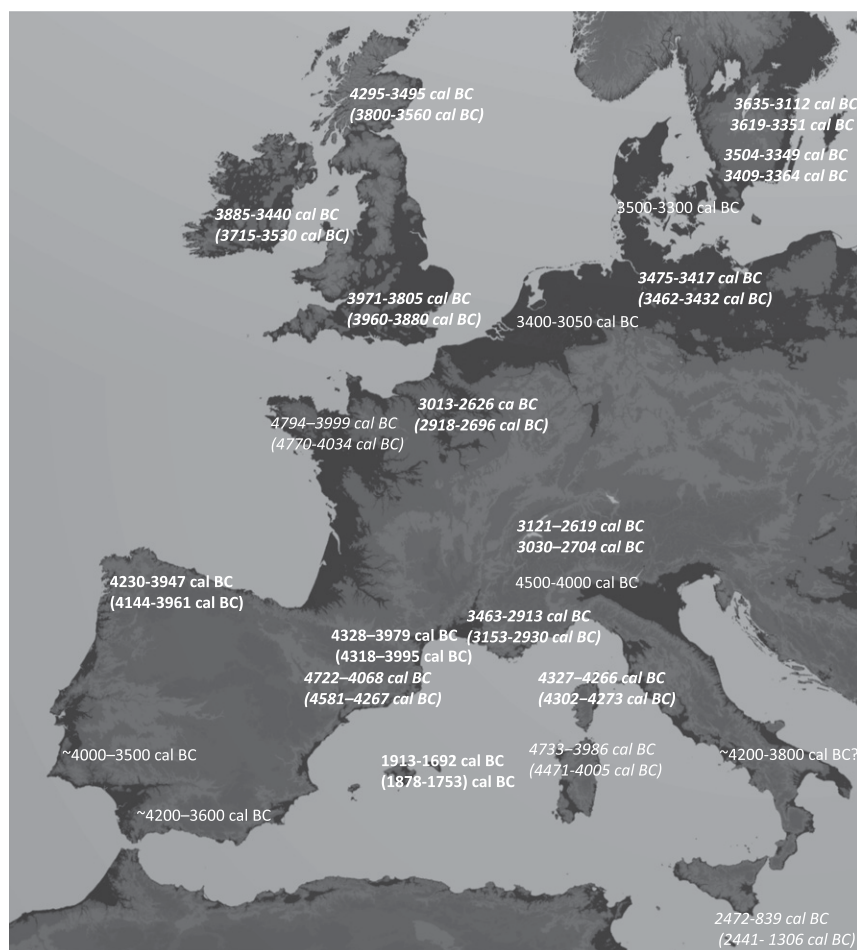 4295-3495 cal BC
(3800-3560 cal BC)
3635-3112 cal BC
3619-3351 cal BC
3504-3349 cal BC
3409-3364 cal BC
3885-3440 cal BC
(3715-3530 cal BC)
3500-3300 cal BC
3475-3417 cal BC
(3462-3432 cal BC)
3971-3805 cal BC
(3960-3880 cal BC)
3400-3050 cal BC
3013-2626 ca BC
(2918-2696 cal BC)
4794–3999 cal BC
(4770-4034 cal BC)
3121–2619 cal BC
3030–2704 cal BC
4500-4000 cal BC
4230-3947 cal BC
(4144-3961 cal BC)
3463-2913 cal BC
(3153-2930 cal BC)
4328–3979 cal BC
(4318–3995 cal BC)
4722–4068 cal BC
(4581–4267 cal BC)
4327–4266 cal BC
(4302–4273 cal BC)
~4000–3500 cal BC
1913-1692 cal BC
(1878-1753) cal BC
4733–3986 cal BC
(4471-4005 cal BC)
~4200-3800 cal BC?
~4200–3600 cal BC
2472-839 cal BC
(2441- 1306 cal BC)